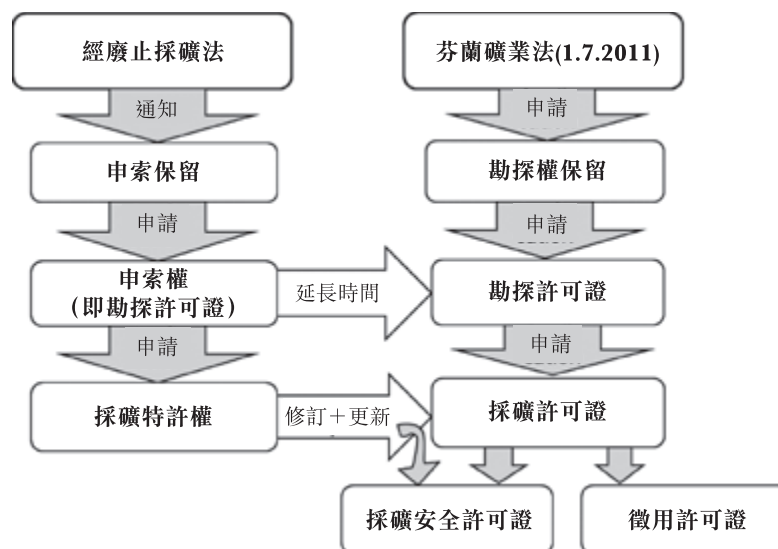 經廢止採礦法
芬蘭礦業法(1.7.2011)
通知
申請
申索保留
勘探權保留
申請
申請
申索權
(即勘探許可證)
延長時間
勘探許可證
申請
申請
採礦特許權
修訂＋更新
採礦許可證
採礦安全許可證
徵用許可證